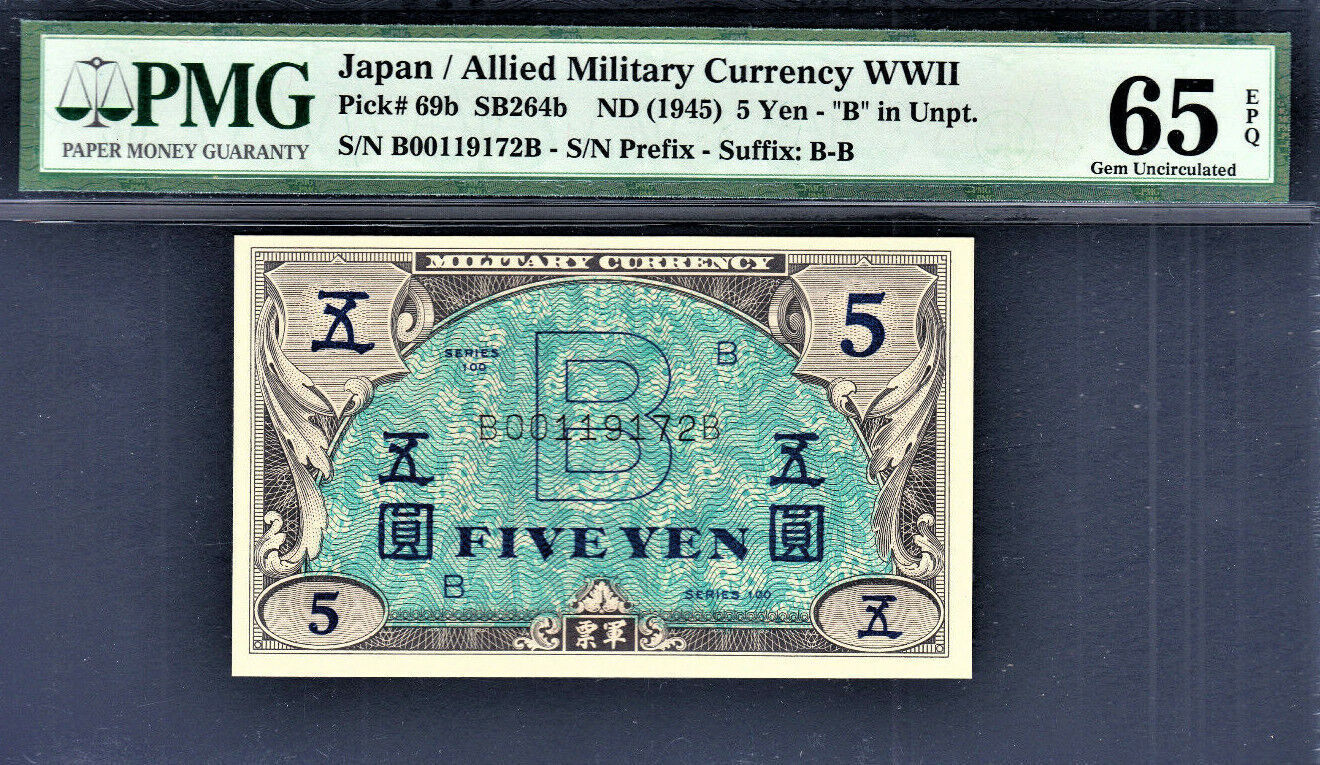 PMG
PAPER MONEY GUARANTY
Japan / Allied Military Currency WWII
Pick# 69b SB264b ND (1945) 5 Yen - "B" in Unpt.
S/N B00119172B - S/N Prefix - Suffix: B-B
65
EPQ
Gem Uncirculated
MILITARY CURRENCY
五 5
SERIES
100
B
B
B00119172B
五 五
圓 FIVE YEN 圓
B
SERIES 100
5 五
票軍